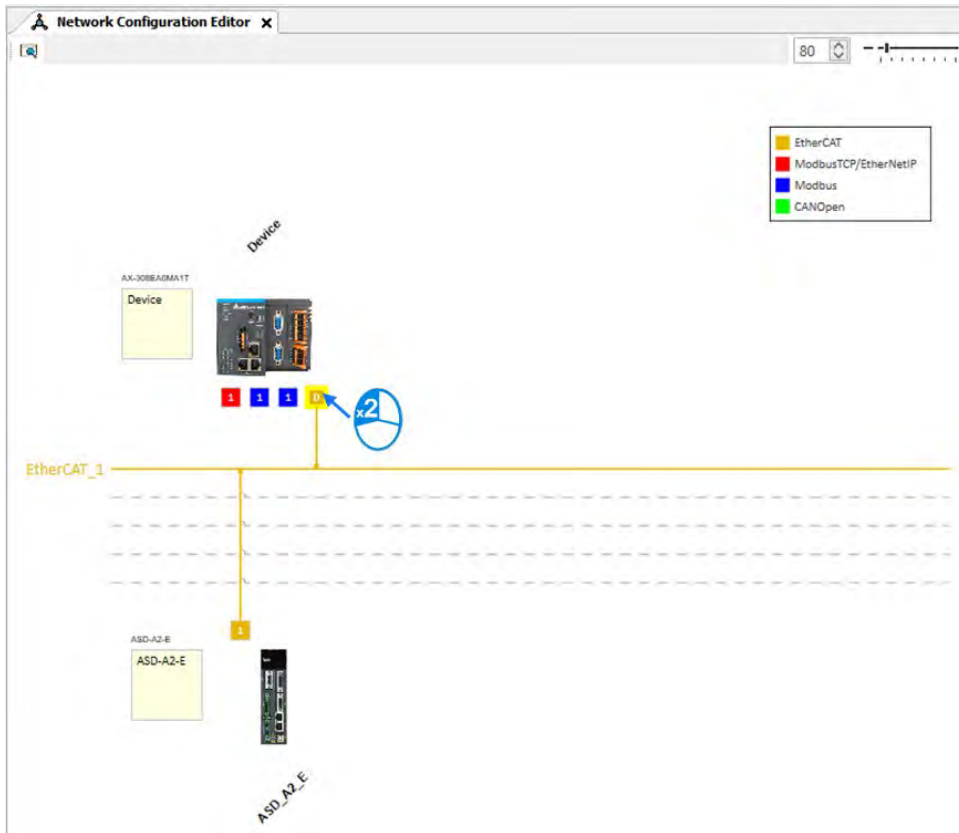 Network Configuration Editor
80
EtherCAT
ModbusTCP/EtherNetIP
Modbus
CANOpen
Device
AX-308EA0MA1T
Device
1 1 1 0
x2
EtherCAT_1
1
ASD-A2-E
ASD-A2-E
ASD_A2_E